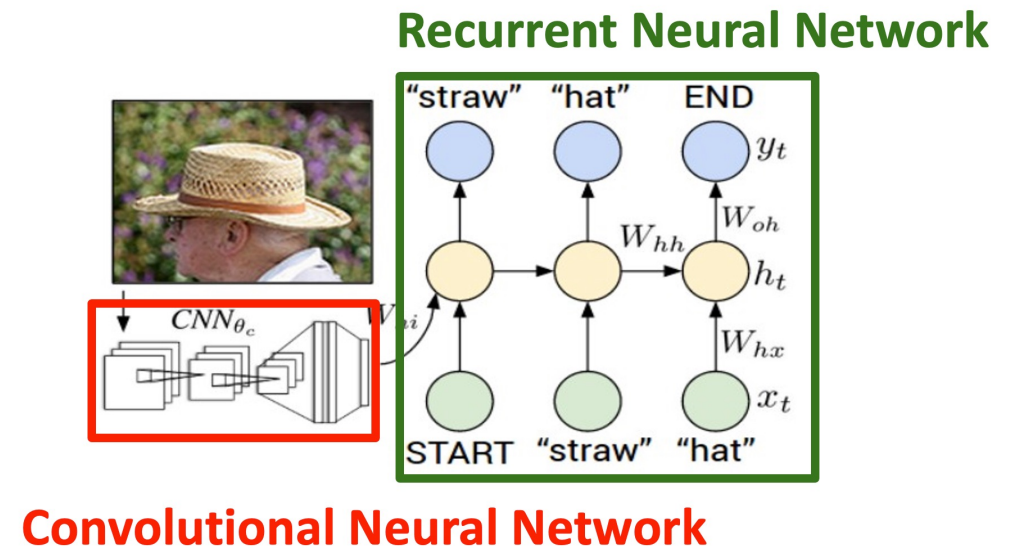 Recurrent Neural Network
"straw" "hat" END
y_t
W_oh
W_hh
h_t
CNN_θ_c
W_hi
W_hx
x_t
START "straw" "hat"
Convolutional Neural Network